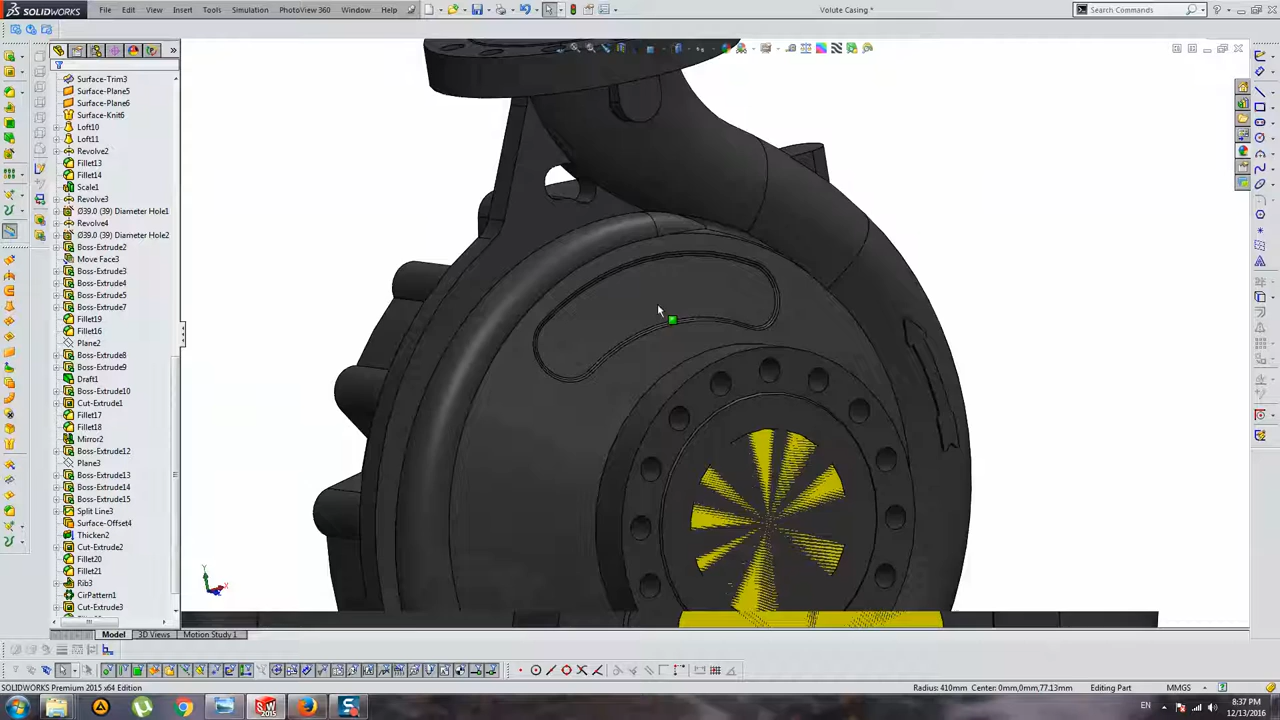 SOLIDWORKS
File Edit View Insert Tools Simulation PhotoView 360 Window Help
Volute Casing *
Search Commands
Surface-Trim3
Surface-Plane5
Surface-Plane6
Surface-Knit6
Loft10
Loft11
Revolve2
Fillet13
Fillet14
Scale1
Revolve3
Ø39.0 (39) Diameter Hole1
Revolve4
Ø39.0 (39) Diameter Hole2
Boss-Extrude2
Move Face3
Boss-Extrude3
Boss-Extrude4
Boss-Extrude5
Boss-Extrude7
Fillet19
Fillet16
Plane2
Boss-Extrude8
Boss-Extrude9
Draft1
Boss-Extrude10
Cut-Extrude1
Fillet17
Fillet18
Mirror2
Boss-Extrude12
Plane3
Boss-Extrude13
Boss-Extrude14
Boss-Extrude15
Split Line3
Surface-Offset4
Thicken2
Cut-Extrude2
Fillet20
Fillet21
Rib3
CirPattern1
Cut-Extrude3
Y
X
Model 3D Views Motion Study 1
SOLIDWORKS Premium 2015 x64 Edition
Radius: 410mm Center: 0mm,0mm,77.13mm Editing Part MMGS
EN 8:37 PM
12/13/2016